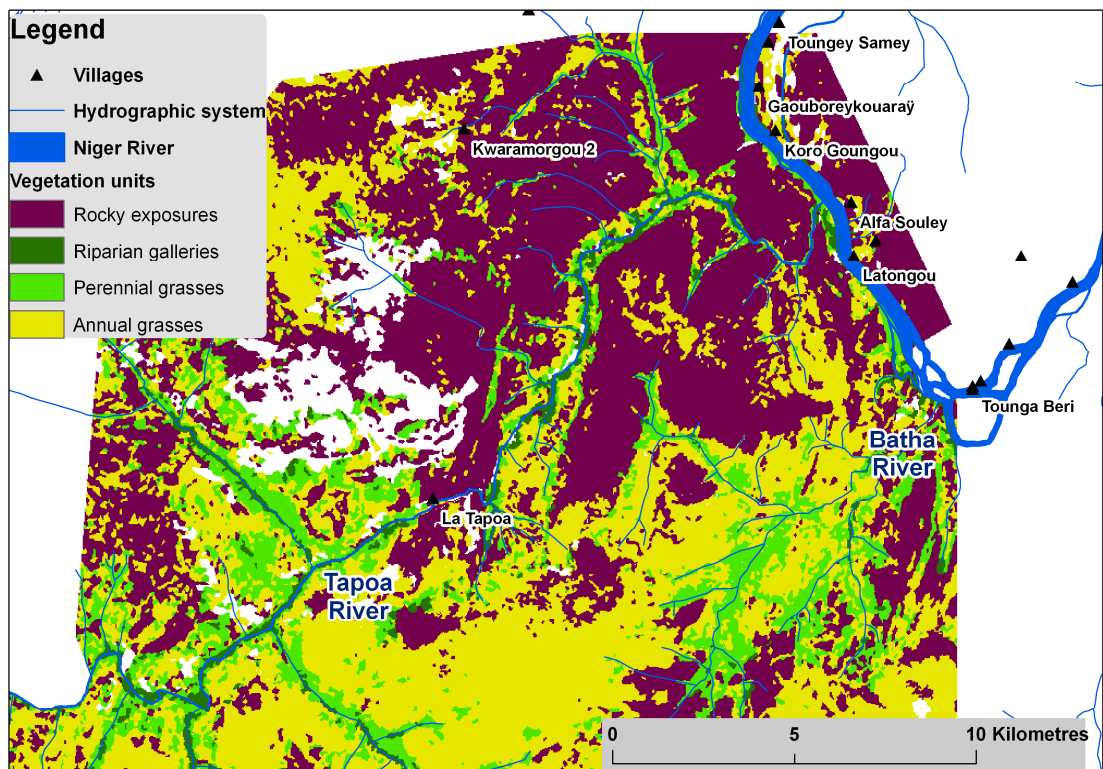 Legend
Villages
Hydrographic system
Niger River
Vegetation units
Rocky exposures
Riparian galleries
Perennial grasses
Annual grasses
Toungey Samey
Gaouboreykouaraÿ
Kwaramorgou 2
Koro Goungou
Alfa Souley
Latongou
Tounga Beri
Batha
River
La Tapoa
Tapoa
River
0 5 10 Kilometres